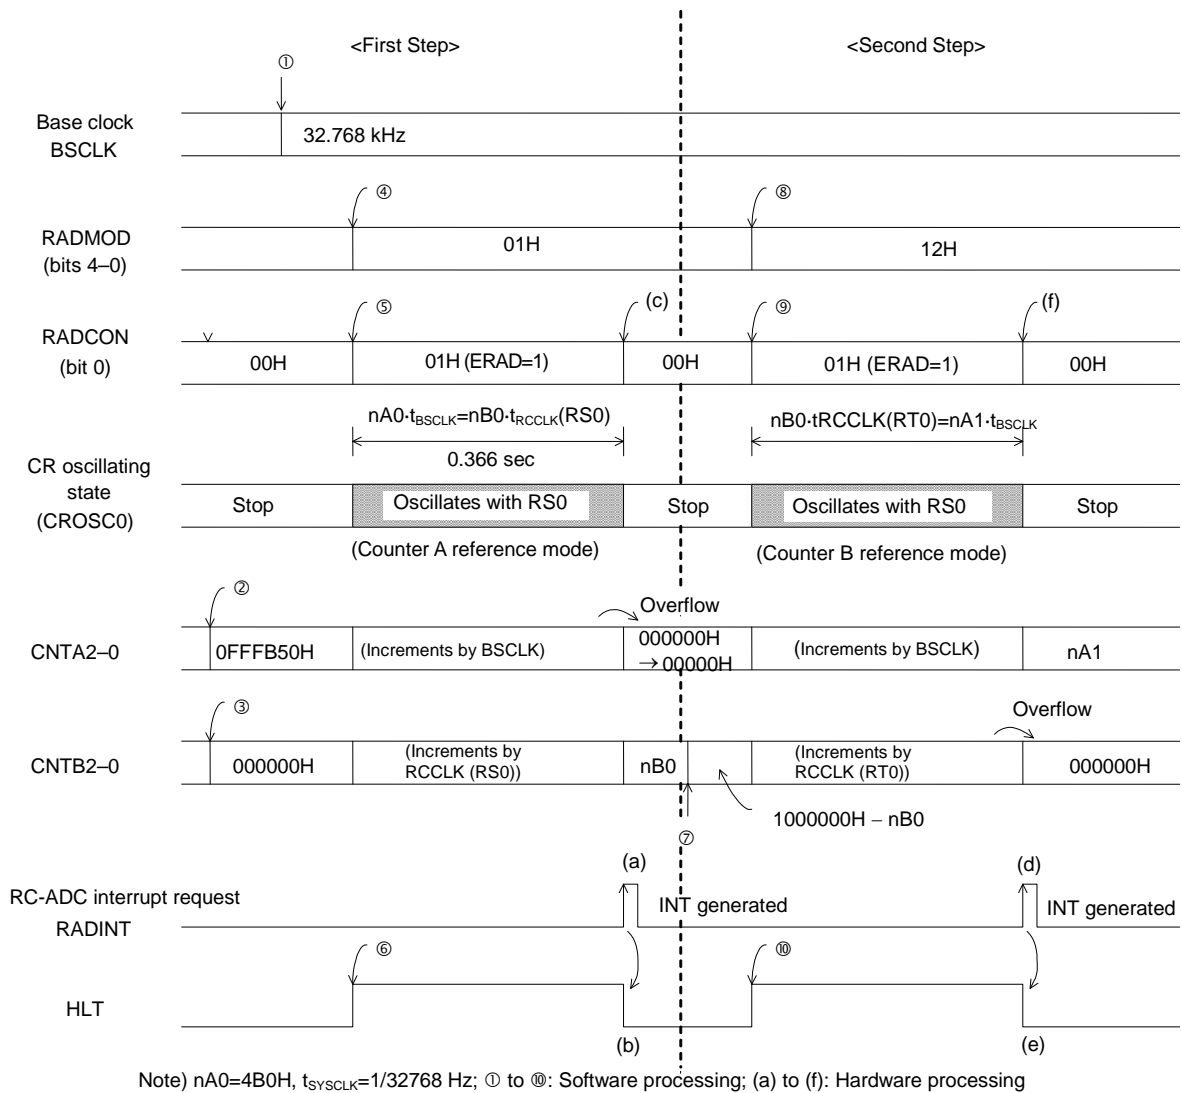 <First Step> <Second Step>
①
Base clock
BSCLK
32.768 kHz
④ ⑧
RADMOD
(bits 4–0)
01H 12H
⑤ (c) ⑨ (f)
RADCON
(bit 0)
00H 01H (ERAD=1) 00H 01H (ERAD=1) 00H
nA0·tBSCLK=nB0·tRCCLK(RS0) nB0·tRCCLK(RT0)=nA1·tBSCLK
0.366 sec
CR oscillating
state
(CROSC0)
Stop Oscillates with RS0 Stop Oscillates with RS0 Stop
(Counter A reference mode) (Counter B reference mode)
② Overflow
CNTA2–0
0FFFB50H (Increments by BSCLK) 000000H
→00000H
(Increments by BSCLK) nA1
③ Overflow
CNTB2–0
000000H (Increments by
RCCLK (RS0))
nB0 (Increments by
RCCLK (RT0))
000000H
1000000H – nB0
⑦
(a) (d)
RC-ADC interrupt request
RADINT
INT generated INT generated
⑥ ⑩
HLT
(b) (e)
Note) nA0=4B0H, tSYSCLK=1/32768 Hz; ① to ⑩: Software processing; (a) to (f): Hardware processing